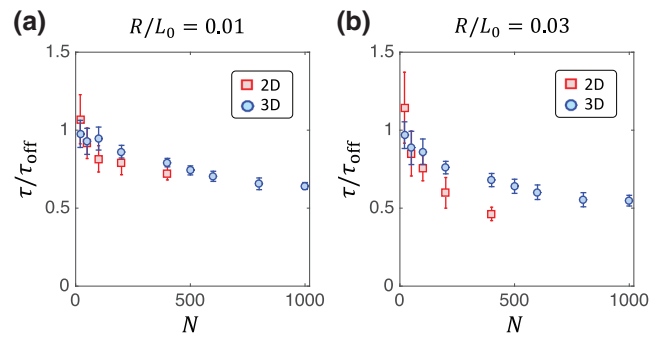 (a)
R/L₀ = 0.01
τ/τ_off
1.5
1
0.5
0
0
500
1000
N
2D
3D
(b)
R/L₀ = 0.03
τ/τ_off
1.5
1
0.5
0
0
500
1000
N
2D
3D